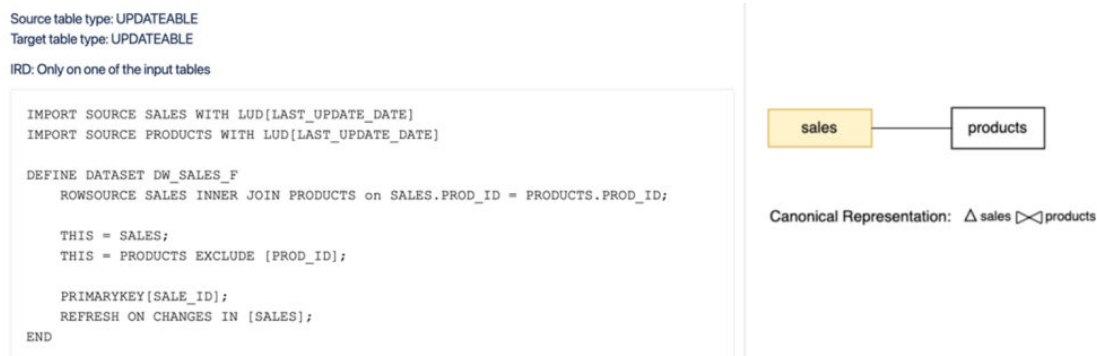 Source table type: UPDATEABLE
Target table type: UPDATEABLE
IRD: Only on one of the input tables
IMPORT SOURCE SALES WITH LUD[LAST_UPDATE_DATE]
IMPORT SOURCE PRODUCTS WITH LUD[LAST_UPDATE_DATE]
DEFINE DATASET DW_SALES_F
ROWSOURCE SALES INNER JOIN PRODUCTS on SALES.PROD_ID = PRODUCTS.PROD_ID;
THIS = SALES;
THIS = PRODUCTS EXCLUDE [PROD_ID];
PRIMARYKEY[SALE_ID];
REFRESH ON CHANGES IN [SALES];
END
sales
products
Canonical Representation: Δ sales ⋈ products